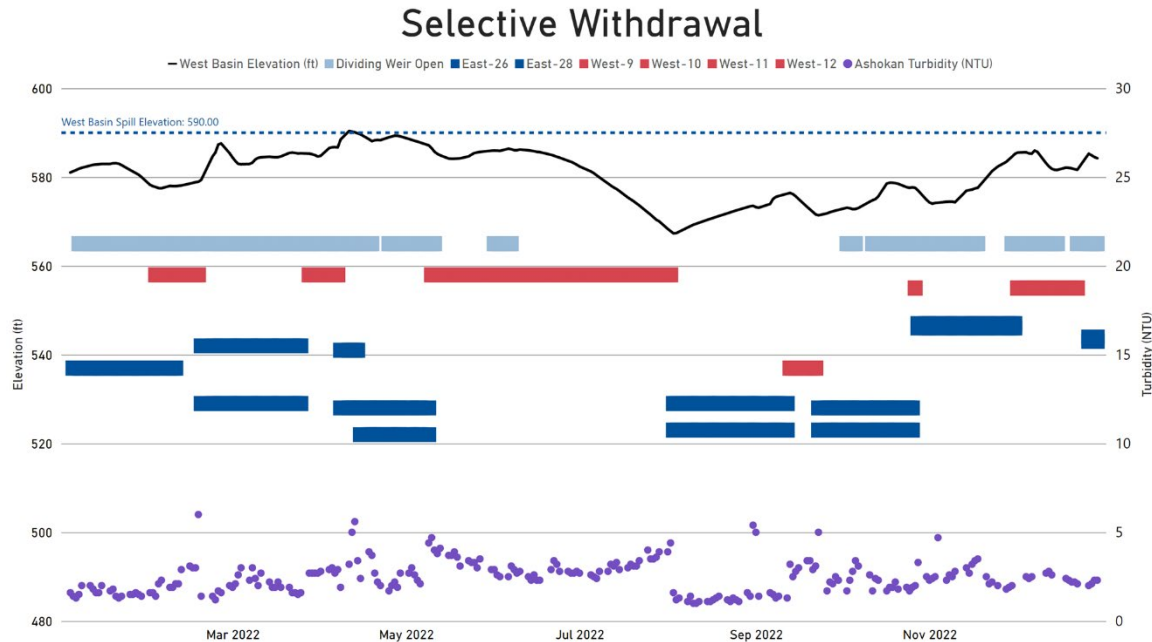 Selective Withdrawal
West Basin Elevation (ft) Dividing Weir Open East-26 East-28 West-9 West-10 West-11 West-12 Ashokan Turbidity (NTU)
600 30
West Basin Spill Elevation: 590.00
580 25
560 20
540 15
520 10
500 5
480 0
Elevation (ft)
Turbidity (NTU)
Mar 2022 May 2022 Jul 2022 Sep 2022 Nov 2022